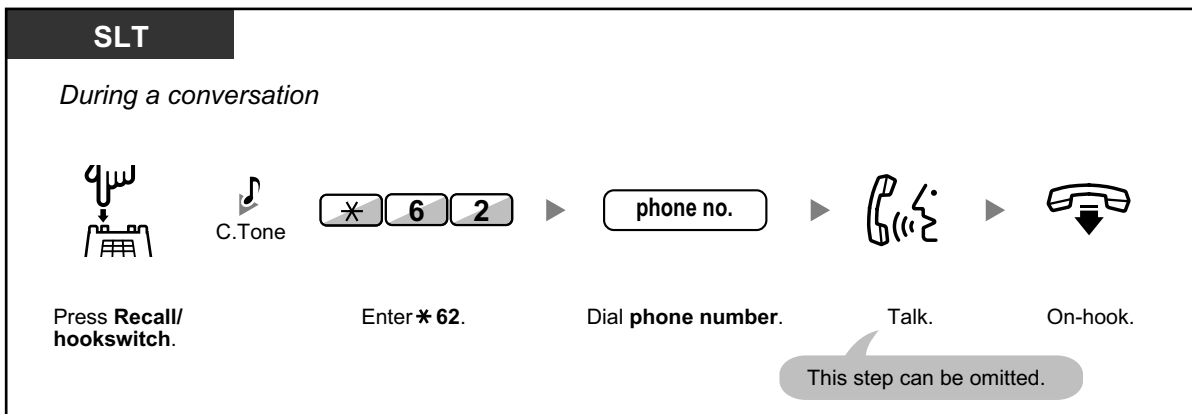 SLT
During a conversation
C.Tone
* 6 2
phone no.
Press Recall/
hookswitch.
Enter * 62.
Dial phone number.
Talk.
On-hook.
This step can be omitted.